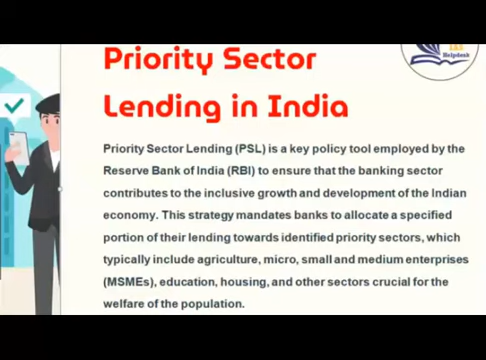 Priority Sector
Lending in India
IAS
Helpdesk
Priority Sector Lending (PSL) is a key policy tool employed by the
Reserve Bank of India (RBI) to ensure that the banking sector
contributes to the inclusive growth and development of the Indian
economy. This strategy mandates banks to allocate a specified
portion of their lending towards identified priority sectors, which
typically include agriculture, micro, small and medium enterprises
(MSMEs), education, housing, and other sectors crucial for the
welfare of the population.